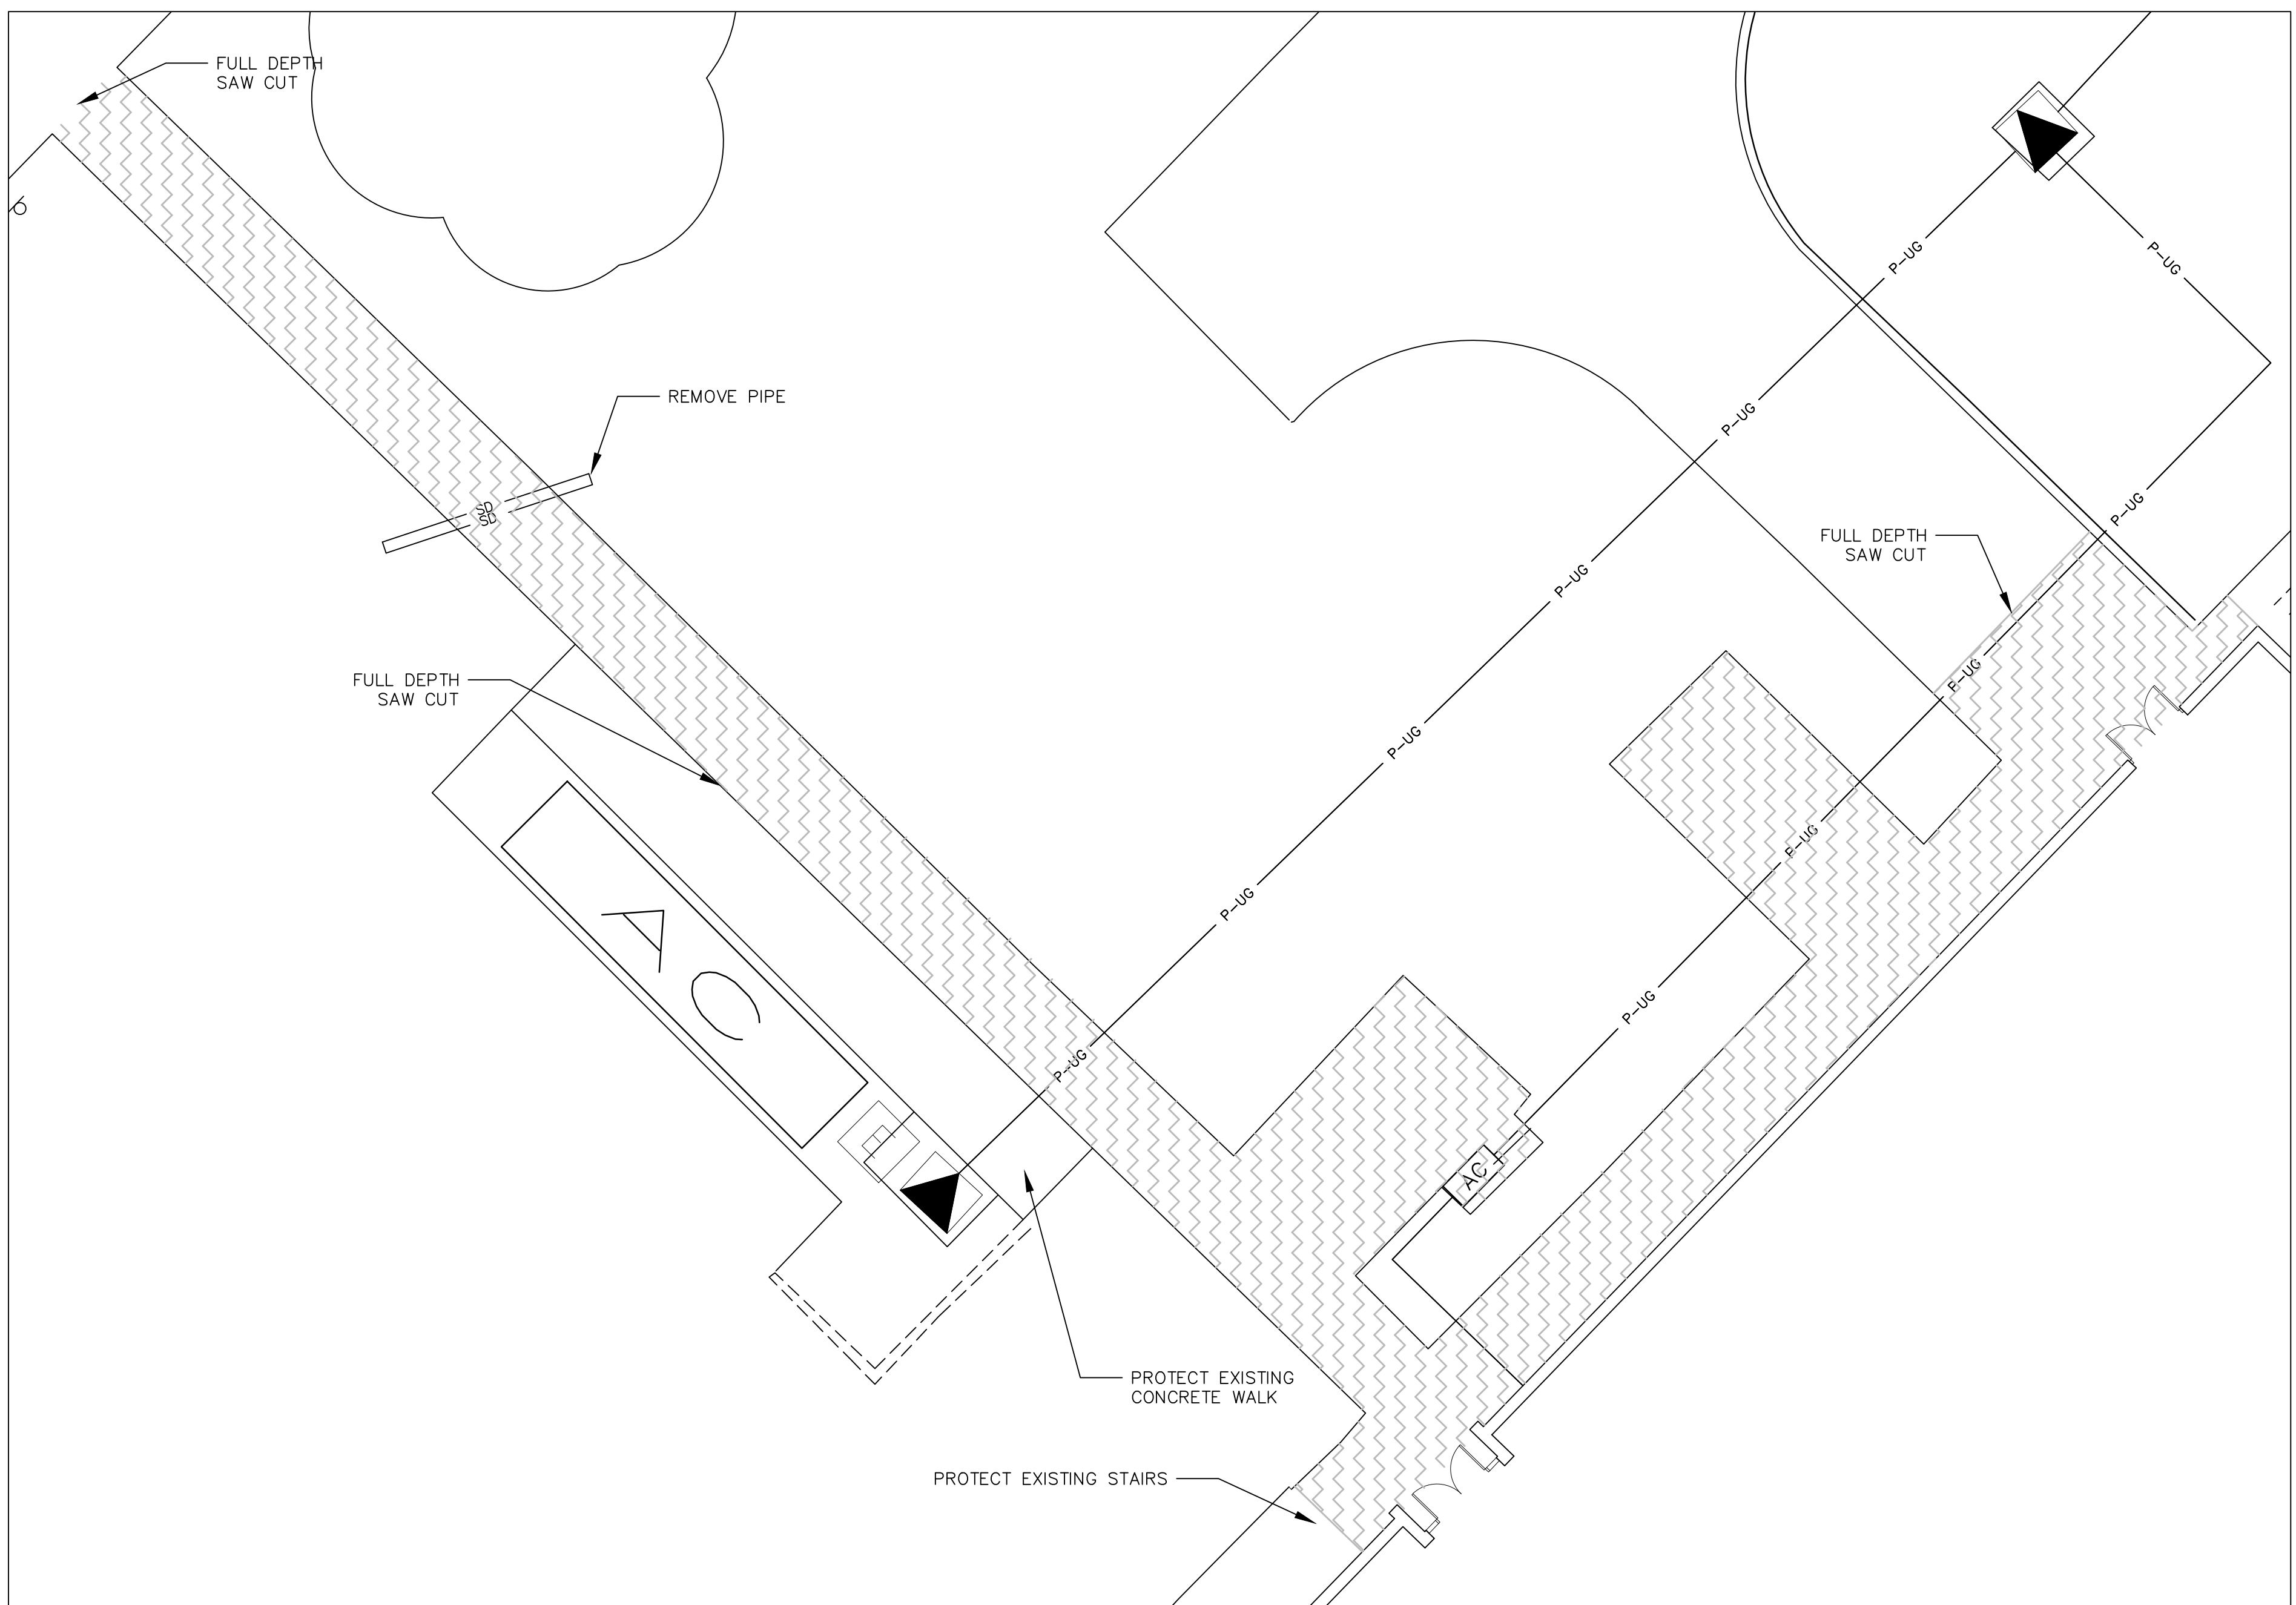 FULL DEPTH
SAW CUT
6
REMOVE PIPE
SD
SD
FULL DEPTH
SAW CUT
P-UG
P-UG
P-UG
P-UG
P-UG
P-UG
P-UG
P-UG
FULL DEPTH
SAW CUT
P-UG
P-UG
P-UG
AC
E
AC
PROTECT EXISTING
CONCRETE WALK
PROTECT EXISTING STAIRS